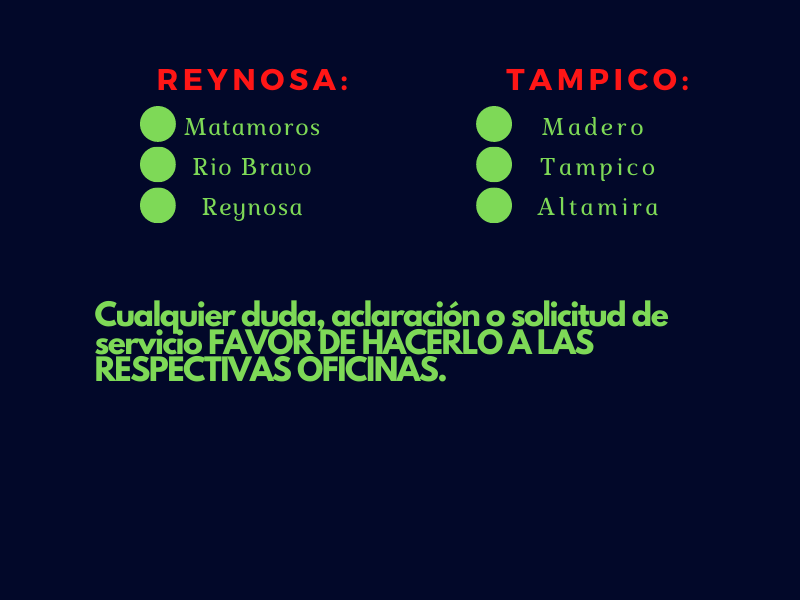 REYNOSA:
Matamoros
Rio Bravo
Reynosa
TAMPICO:
Madero
Tampico
Altamira
Cualquier duda, aclaración o solicitud de
servicio FAVOR DE HACERLO A LAS
RESPECTIVAS OFICINAS.